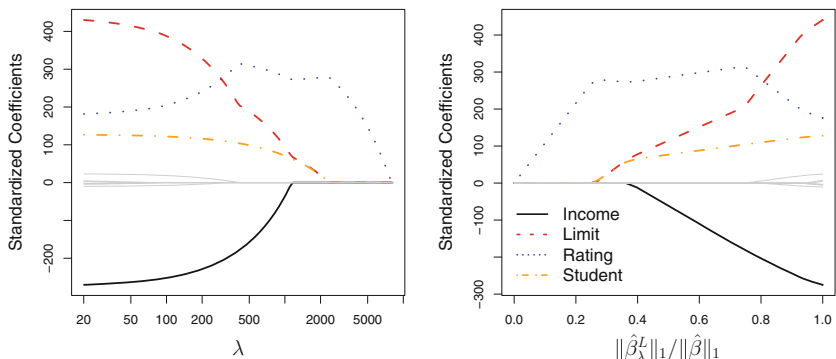 Standardized Coefficients
400
300
200
100
0
-200
20 50 100 200 500 2000 5000
λ
Standardized Coefficients
400
300
200
100
0
-100
-300
Income
Limit
Rating
Student
0.0 0.2 0.4 0.6 0.8 1.0
‖β̂λᴸ‖₁/‖β̂‖₁